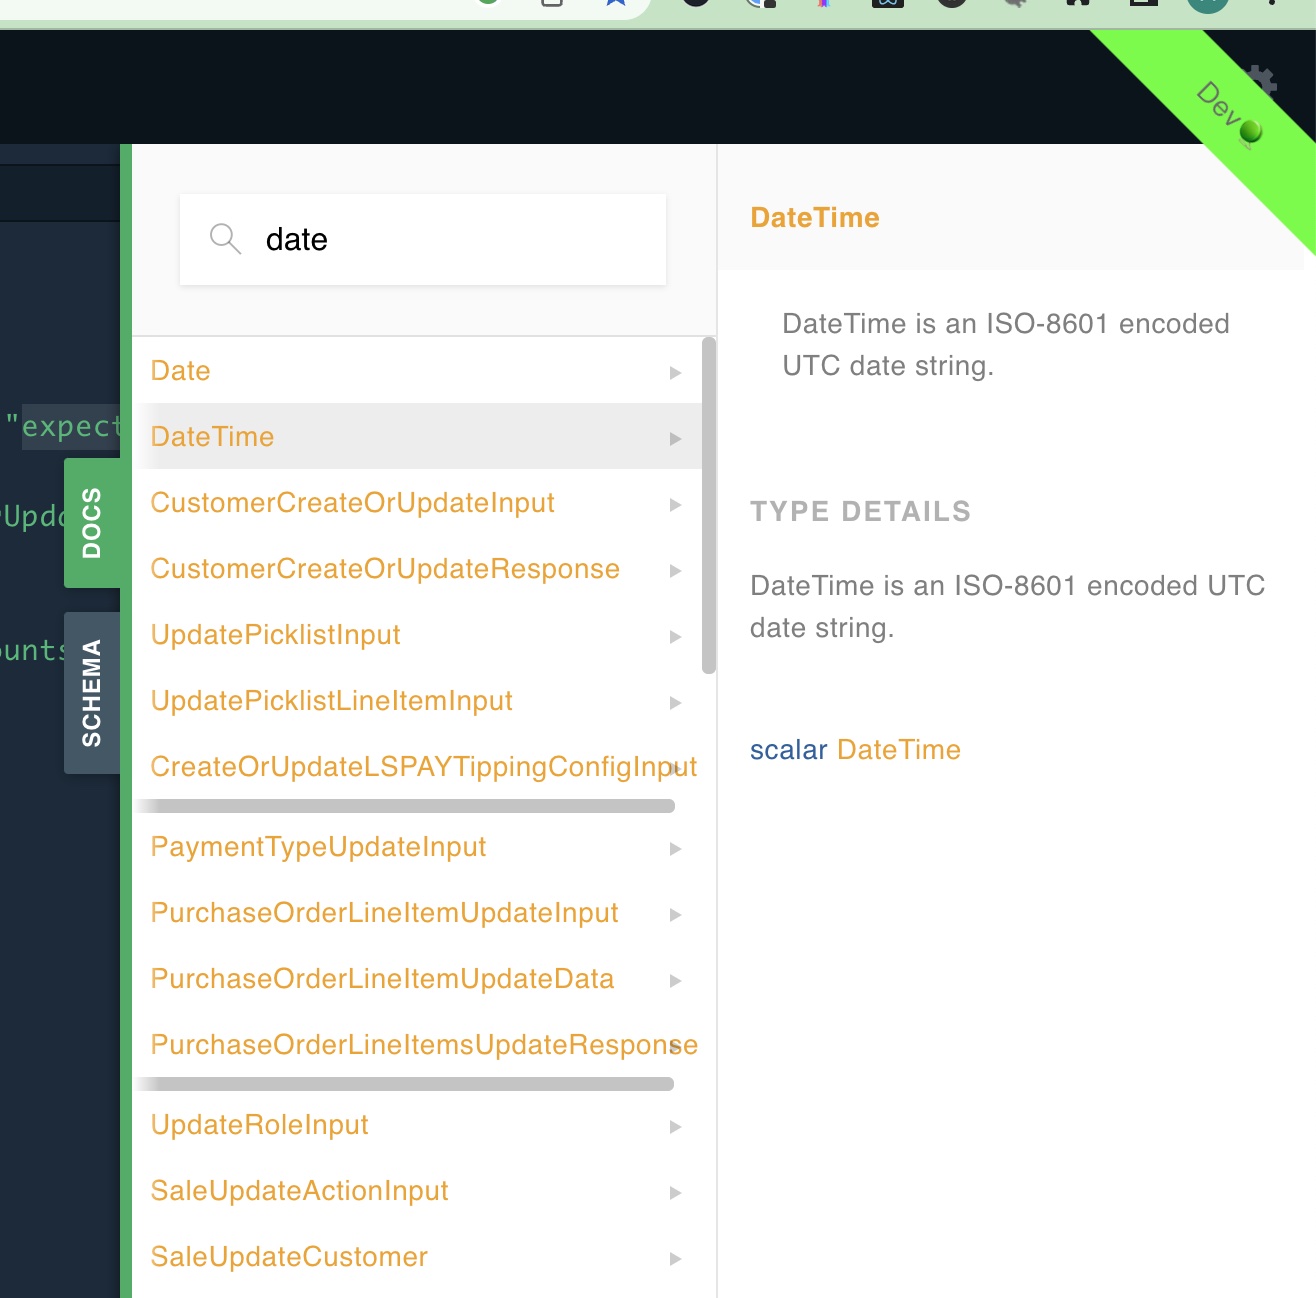 Dev
date
DateTime
DateTime is an ISO-8601 encoded
UTC date string.
TYPE DETAILS
DateTime is an ISO-8601 encoded UTC
date string.
scalar DateTime
Date
DateTime
CustomerCreateOrUpdateInput
CustomerCreateOrUpdateResponse
UpdatePicklistInput
UpdatePicklistLineItemInput
CreateOrUpdateLSPAYTippingConfigInput
PaymentTypeUpdateInput
PurchaseOrderLineItemUpdateInput
PurchaseOrderLineItemUpdateData
PurchaseOrderLineItemsUpdateResponse
UpdateRoleInput
SaleUpdateActionInput
SaleUpdateCustomer
"expect
DOCS
SCHEMA